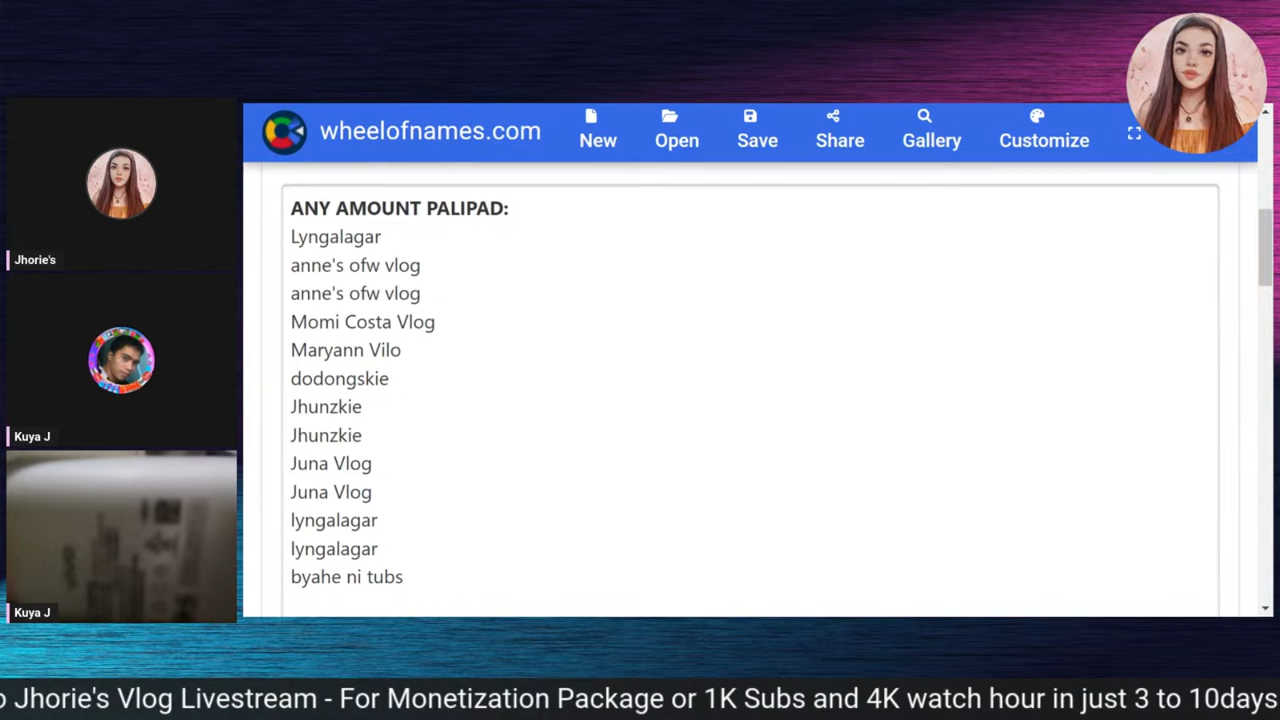 wheelofnames.com
New
Open
Save
Share
Gallery
Customize
ANY AMOUNT PALIPAD:
Lyngalagar
anne's ofw vlog
anne's ofw vlog
Momi Costa Vlog
Maryann Vilo
dodongskie
Jhunzkie
Jhunzkie
Juna Vlog
Juna Vlog
lyngalagar
lyngalagar
byahe ni tubs
Jhorie's
Kuya J
Kuya J
Jhorie's Vlog Livestream - For Monetization Package or 1K Subs and 4K watch hour in just 3 to 10days